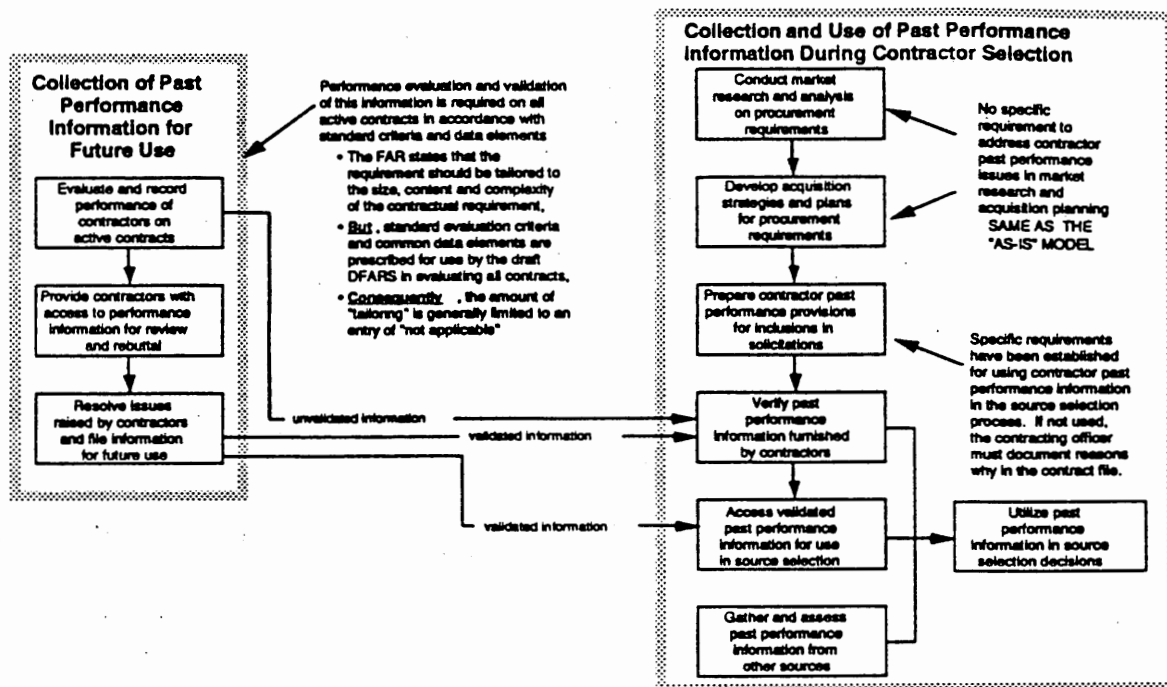 Collection of Past
Performance
Information for
Future Use
Evaluate and record
performance of
contractors on
active contracts
Provide contractors with
access to performance
information for review
and rebuttal
Resolve issues
raised by contractors
and file information
for future use
Performance evaluation and validation
of this information is required on all
active contracts in accordance with
standard criteria and data elements
• The FAR states that the
requirement should be tailored to
the size, content and complexity
of the contractual requirement,
• But , standard evaluation criteria
and common data elements are
prescribed for use by the draft
DFARS in evaluating all contracts,
• Consequently , the amount of
"tailoring" is generally limited to an
entry of "not applicable"
unvalidated information
validated information
validated information
Collection and Use of Past Performance
Information During Contractor Selection
Conduct market
research and analysis
on procurement
requirements
Develop acquisition
strategies and plans
for procurement
requirements
Prepare contractor past
performance provisions
for inclusions in
solicitations
Verify past
performance
information furnished
by contractors
Access validated
past performance
information for use
in source selection
Gather and assess
past performance
information from
other sources
No specific
requirement to
address contractor
past performance
issues in market
research and
acquisition planning
SAME AS THE
"AS-IS" MODEL
Specific requirements
have been established
for using contractor past
performance information
in the source selection
process. If not used,
the contracting officer
must document reasons
why in the contract file.
Utilize past
performance
information in source
selection decisions